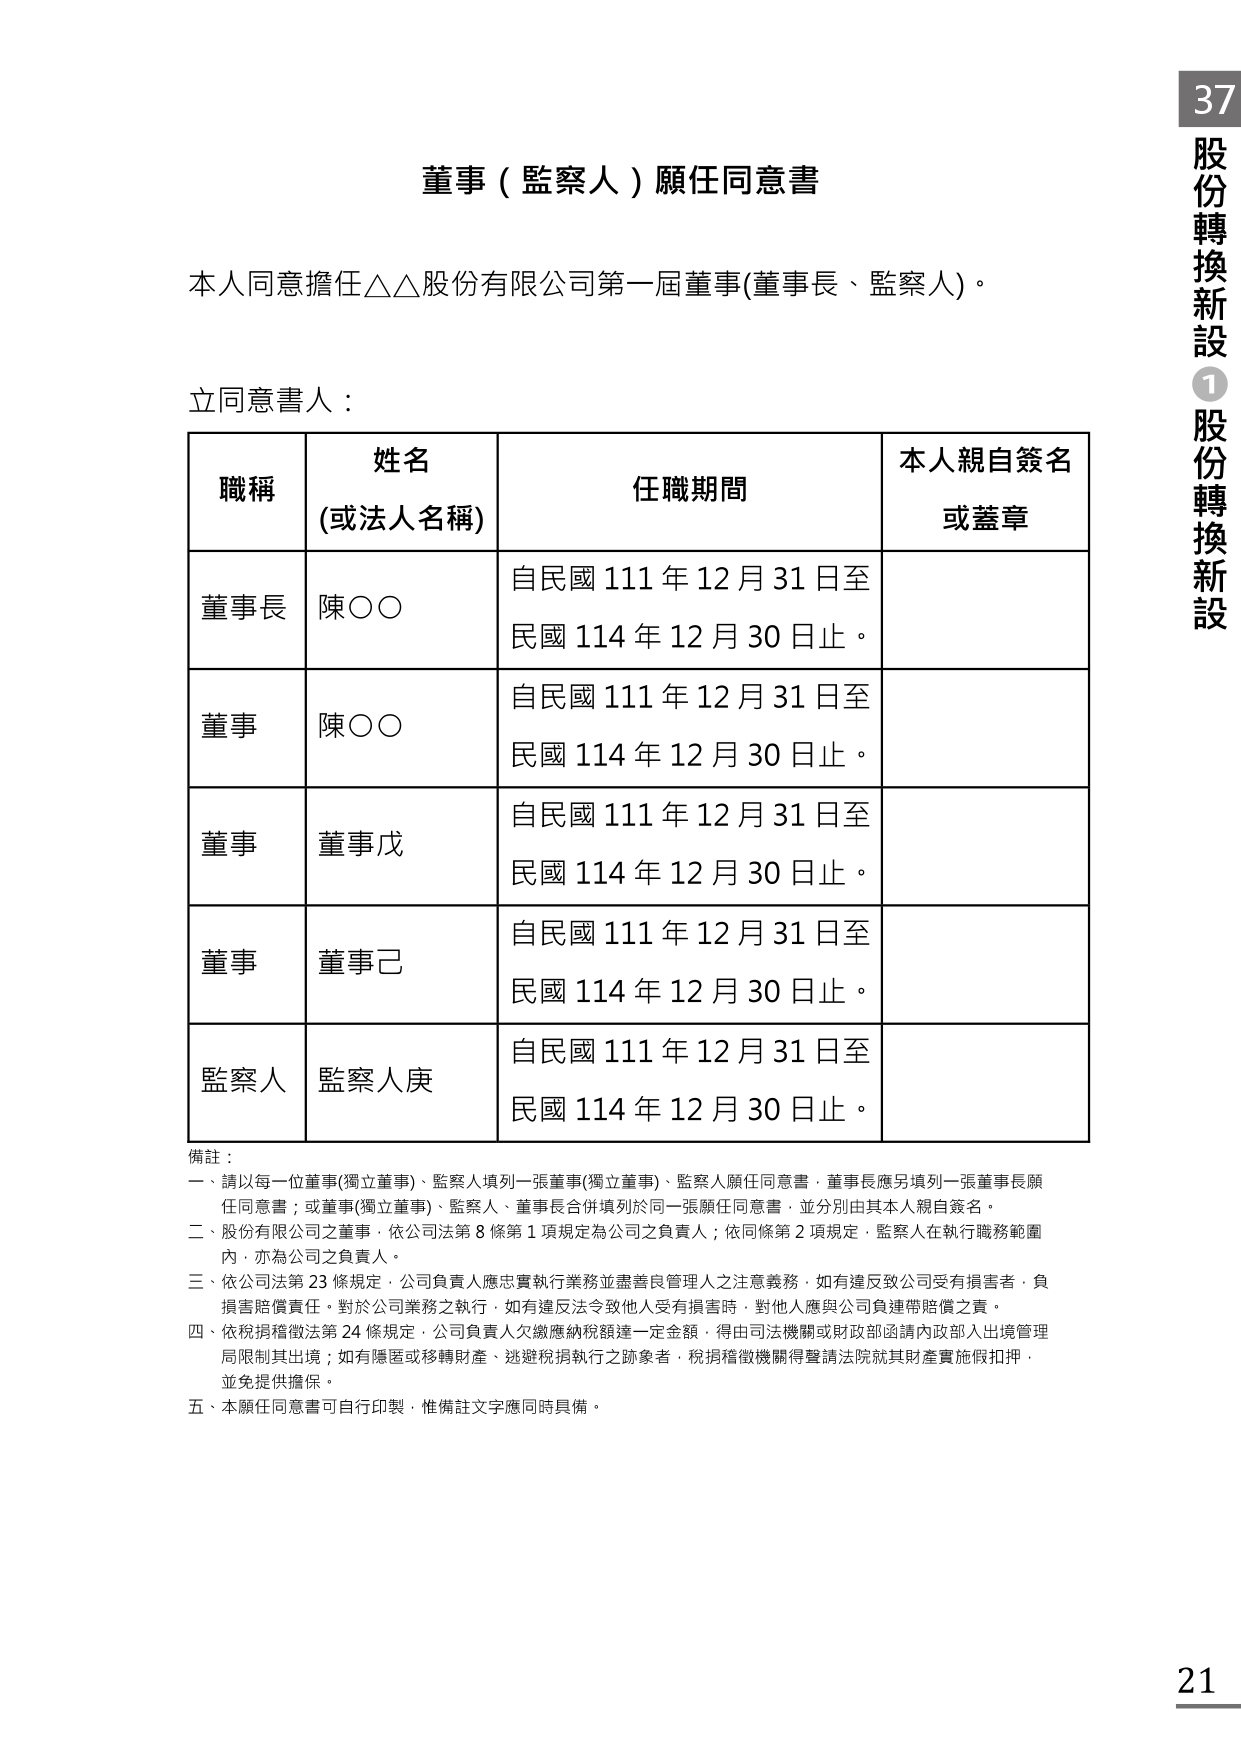 37
股份轉換新設❶股份轉換新設
董事(監察人)願任同意書
本人同意擔任△△股份有限公司第一屆董事(董事長、監察人)。
立同意書人：
職稱
姓名
(或法人名稱)
任職期間
本人親自簽名
或蓋章
董事長
陳○○
自民國 111 年 12 月 31 日至
民國 114 年 12 月 30 日止。
董事
陳○○
自民國 111 年 12 月 31 日至
民國 114 年 12 月 30 日止。
董事
董事戊
自民國 111 年 12 月 31 日至
民國 114 年 12 月 30 日止。
董事
董事己
自民國 111 年 12 月 31 日至
民國 114 年 12 月 30 日止。
監察人
監察人庚
自民國 111 年 12 月 31 日至
民國 114 年 12 月 30 日止。
備註：
一、請以每一位董事(獨立董事)、監察人填列一張董事(獨立董事)、監察人願任同意書，董事長應另填列一張董事長願
任同意書；或董事(獨立董事)、監察人、董事長合併填列於同一張願任同意書，並分別由其本人親自簽名。
二、股份有限公司之董事，依公司法第 8 條第 1 項規定為公司之負責人；依同條第 2 項規定，監察人在執行職務範圍
內，亦為公司之負責人。
三、依公司法第 23 條規定，公司負責人應忠實執行業務並盡善良管理人之注意義務，如有違反致公司受有損害者，負
損害賠償責任。對於公司業務之執行，如有違反法令致他人受有損害時，對他人應與公司負連帶賠償之責。
四、依稅捐稽徵法第 24 條規定，公司負責人欠繳應納稅額達一定金額，得由司法機關或財政部函請內政部入出境管理
局限制其出境；如有隱匿或移轉財產、逃避稅捐執行之跡象者，稅捐稽徵機關得聲請法院就其財產實施假扣押，
並免提供擔保。
五、本願任同意書可自行印製，惟備註文字應同時具備。
21